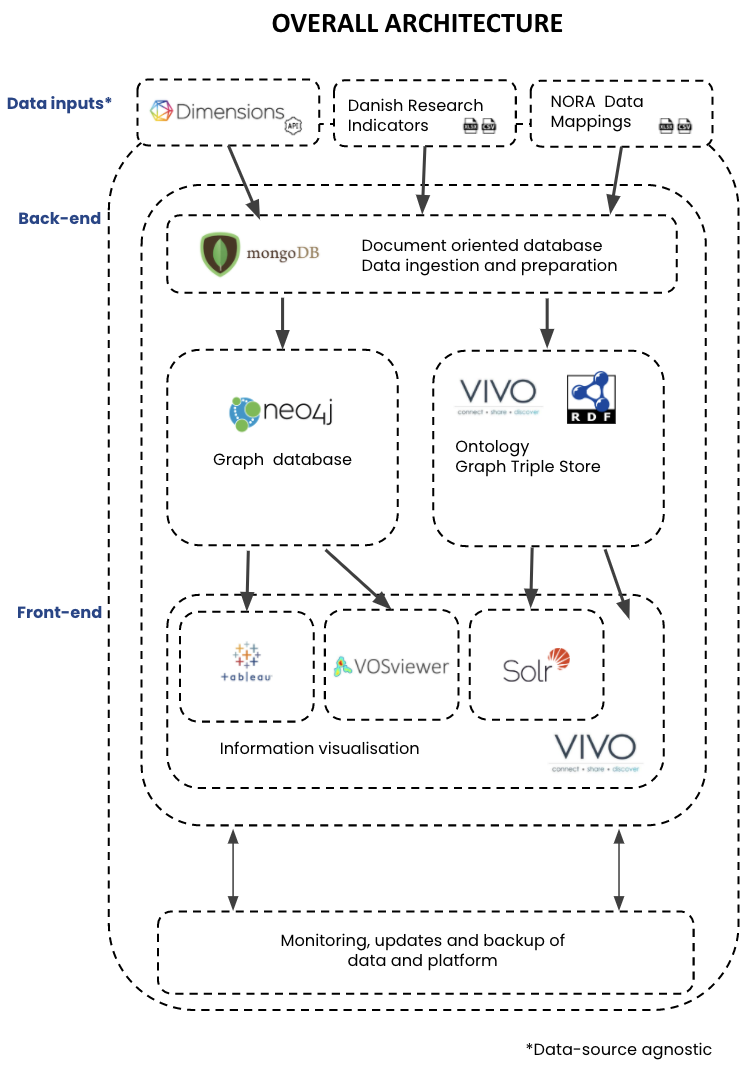 OVERALL ARCHITECTURE
Data inputs*
Dimensions
API
Danish Research
Indicators
XLSX CSV
NORA Data
Mappings
XLSX CSV
Back-end
mongoDB
Document oriented database
Data ingestion and preparation
neo4j
Graph database
VIVO
connect • share • discover
RDF
Ontology
Graph Triple Store
Front-end
+ableau
VOSviewer
Solr
Information visualisation
VIVO
connect • share • discover
Monitoring, updates and backup of
data and platform
*Data-source agnostic